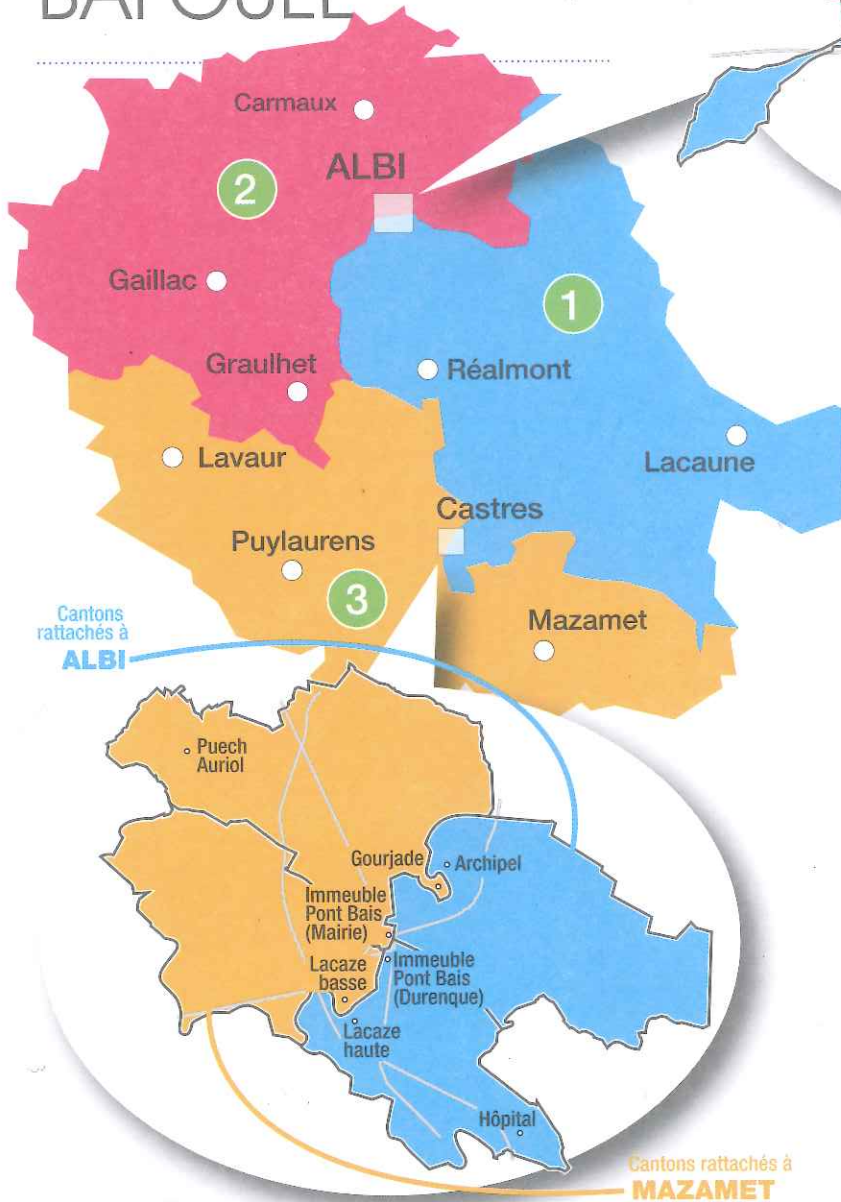 Carmaux
ALBI
2
Gaillac
1
Graulhet
Réalmont
Lavaur
Lacaune
Castres
Puylaurens
3
Mazamet
Cantons
rattachés à
ALBI
Puech
Auriol
Gourjade
Archipel
Immeuble
Pont Bais
(Mairie)
Lacaze
basse
Immeuble
Pont Bais
(Durenque)
Lacaze
haute
Hôpital
Cantons rattachés à
MAZAMET